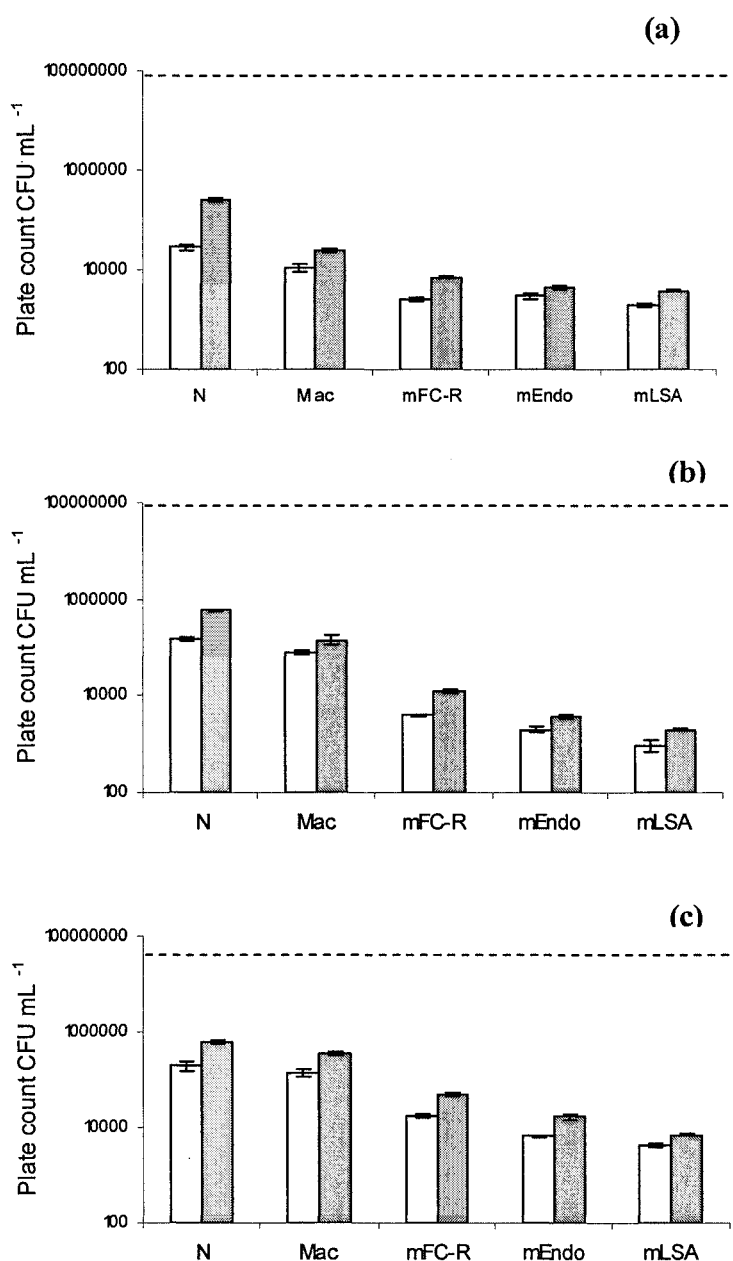 (a)
Plate count CFU mL -1
100000000
1000000
10000
100
N Mac mFC-R mEndo mLSA
(b)
Plate count CFU mL -1
100000000
1000000
10000
100
N Mac mFC-R mEndo mLSA
(c)
Plate count CFU mL -1
100000000
1000000
10000
100
N Mac mFC-R mEndo mLSA